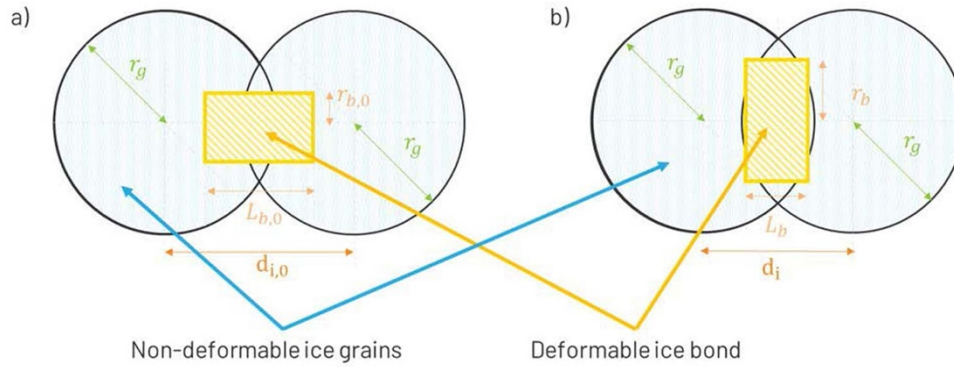 a)
b)
r_g
r_{b,0}
r_g
L_{b,0}
d_{i,0}
r_g
r_b
r_g
L_b
d_i
Non-deformable ice grains
Deformable ice bond